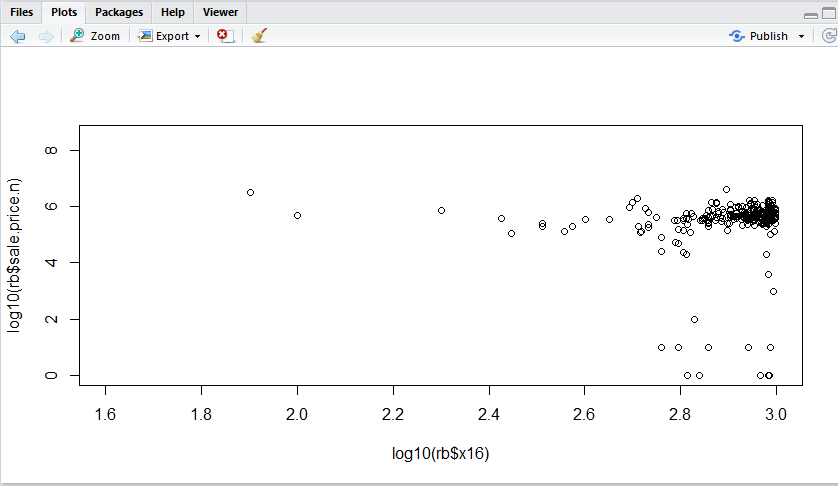 Files Plots Packages Help Viewer
Zoom Export Publish
log10(rb$sale.price.n)
8
6
4
2
0
1.6 1.8 2.0 2.2 2.4 2.6 2.8 3.0
log10(rb$x16)